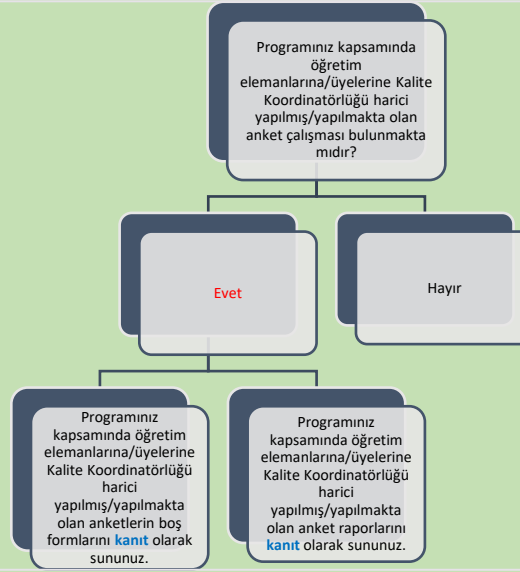 Programınız kapsamında
öğretim
elemanlarına/üyelerine Kalite
Koordinatörlüğü harici
yapılmış/yapılmakta olan
anket çalışması bulunmakta
mıdır?
Evet
Hayır
Programınız
kapsamında öğretim
elemanlarına/üyelerine
Kalite Koordinatörlüğü
harici
yapılmış/yapılmakta
olan anketlerin boş
formlarını kanıt olarak
sununuz.
Programınız
kapsamında öğretim
elemanlarına/üyelerine
Kalite Koordinatörlüğü
harici
yapılmış/yapılmakta
olan anket raporlarını
kanıt olarak sununuz.